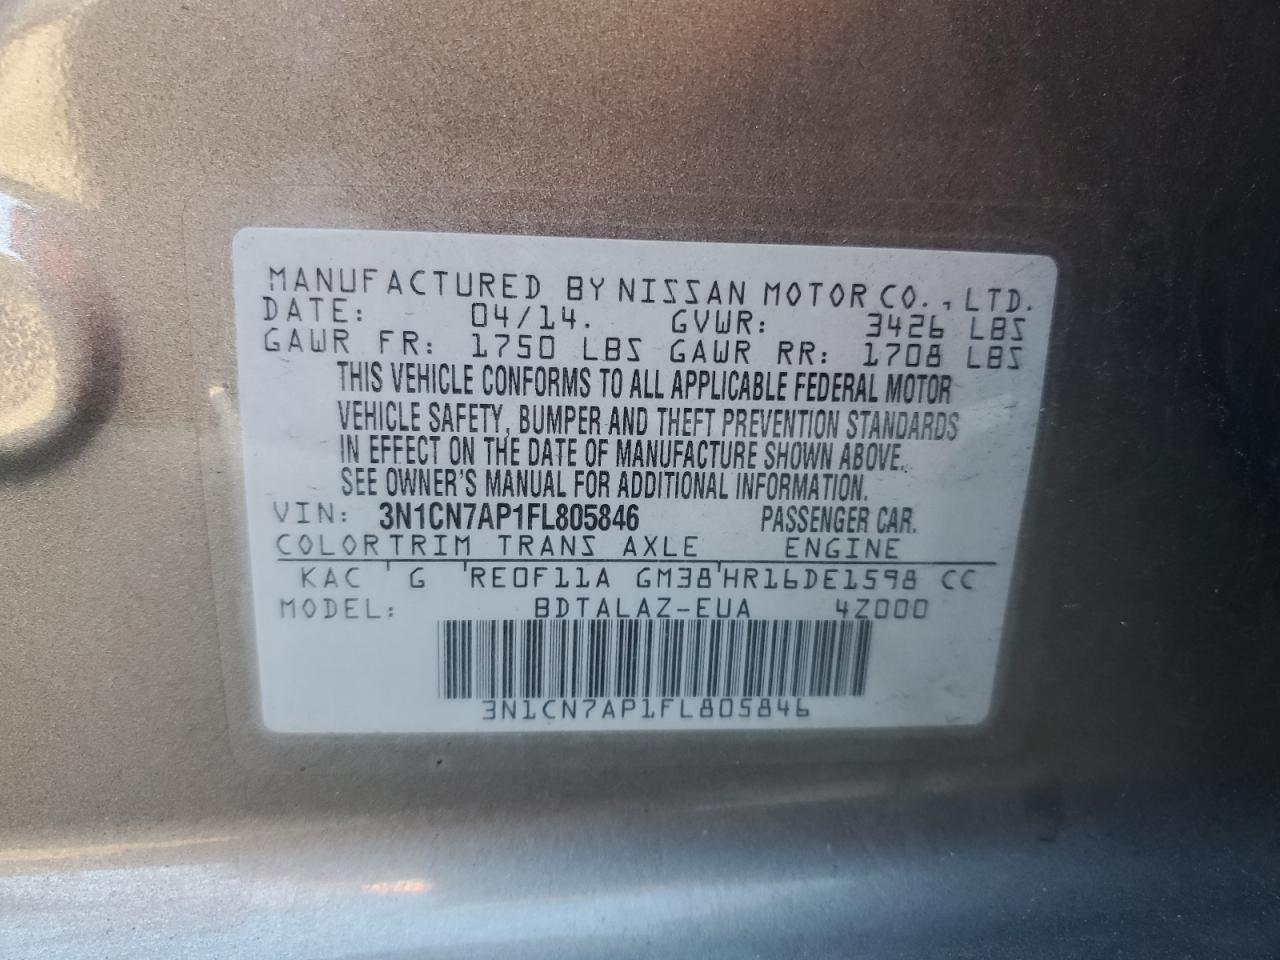 MANUFACTURED BY NISSAN MOTOR CO., LTD.
DATE: 04/14. GVWR: 3426 LBS
GAWR FR: 1750 LBS GAWR RR: 1708 LBS
THIS VEHICLE CONFORMS TO ALL APPLICABLE FEDERAL MOTOR
VEHICLE SAFETY, BUMPER AND THEFT PREVENTION STANDARDS
IN EFFECT ON THE DATE OF MANUFACTURE SHOWN ABOVE.
SEE OWNER'S MANUAL FOR ADDITIONAL INFORMATION.
VIN: 3N1CN7AP1FL805846 PASSENGER CAR.
COLOR TRIM TRANS AXLE ENGINE
KAC G RE0F11A GM38 HR16DE1598 CC
MODEL: BDTALAZ-EUA 4Z000
3N1CN7AP1FL805846